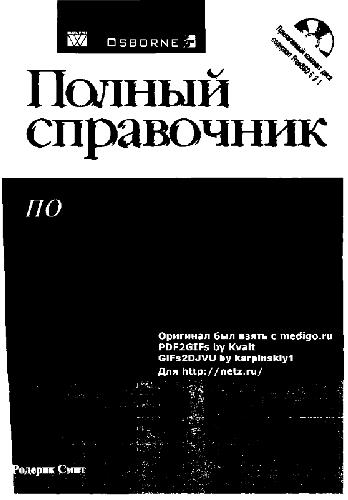 OSBORNE
Полный
справочник
ПО
Оригинал был взять с medigo.ru
PDF2GIFs by Kvait
GIFs2DJVU by karpinskiy1
Для http://netz.ru/
Родерик Смит